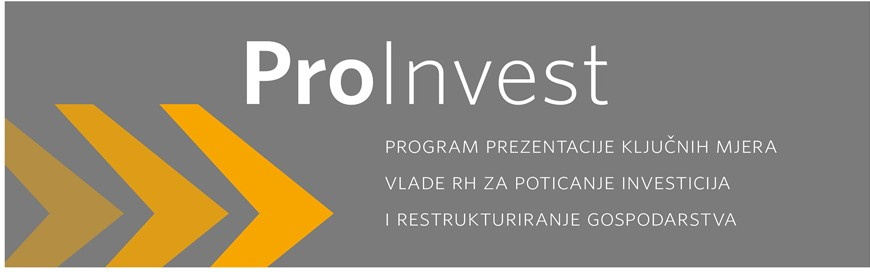 ProInvest
PROGRAM PREZENTACIJE KLJUČNIH MJERA
VLADE RH ZA POTICANJE INVESTICIJA
I RESTRUKTURIRANJE GOSPODARSTVA